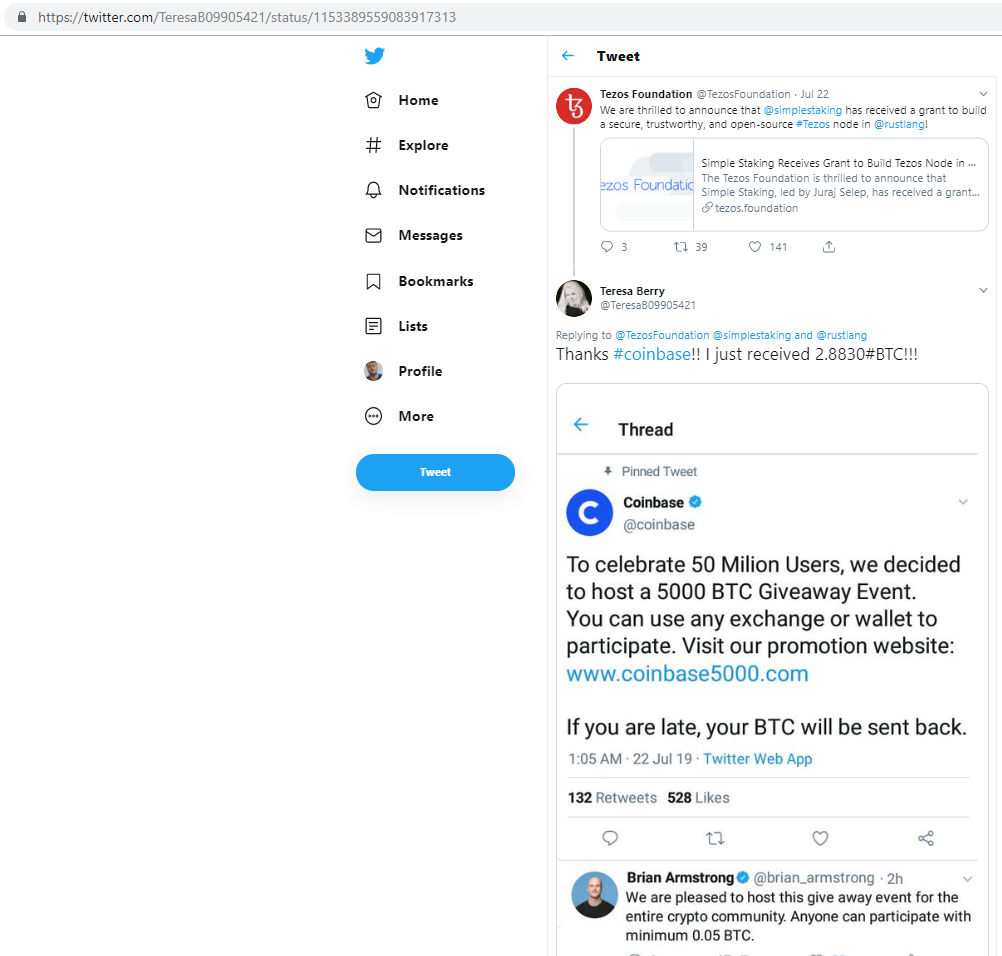 https://twitter.com/TeresaB09905421/status/1153389559083917313
Home
Explore
Notifications
Messages
Bookmarks
Lists
Profile
More
Tweet
Tweet
Tezos Foundation @TezosFoundation · Jul 22
We are thrilled to announce that @simplestaking has received a grant to build
a secure, trustworthy, and open-source #Tezos node in @rustlang!
ezos Foundatic
Simple Staking Receives Grant to Build Tezos Node in ...
The Tezos Foundation is thrilled to announce that
Simple Staking, led by Juraj Selep, has received a grant...
tezos.foundation
3 39 141
Teresa Berry
@TeresaB09905421
Replying to @TezosFoundation @simplestaking and @rustlang
Thanks #coinbase!! I just received 2.8830#BTC!!!
Thread
Pinned Tweet
Coinbase
@coinbase
To celebrate 50 Milion Users, we decided
to host a 5000 BTC Giveaway Event.
You can use any exchange or wallet to
participate. Visit our promotion website:
www.coinbase5000.com
If you are late, your BTC will be sent back.
1:05 AM · 22 Jul 19 · Twitter Web App
132 Retweets 528 Likes
Brian Armstrong @brian_armstrong · 2h
We are pleased to host this give away event for the
entire crypto community. Anyone can participate with
minimum 0.05 BTC.